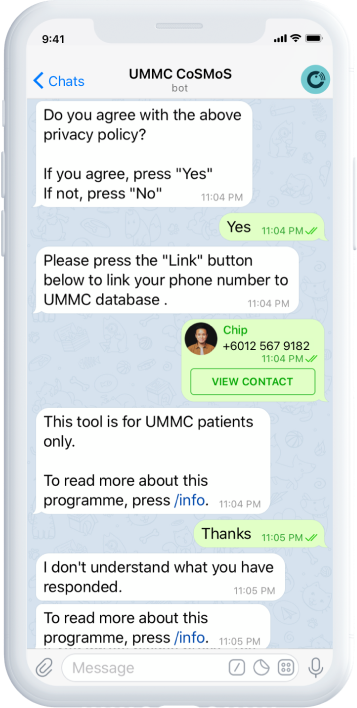 9:41
Chats
UMMC CoSMoS
bot
Do you agree with the above
privacy policy?
If you agree, press "Yes"
If not, press "No"
11:04 PM
Yes
11:04 PM
Please press the "Link" button
below to link your phone number to
UMMC database .
11:04 PM
Chip
+6012 567 9182
11:04 PM
VIEW CONTACT
This tool is for UMMC patients
only.
To read more about this
programme, press /info.
11:04 PM
Thanks
11:05 PM
I don't understand what you have
responded.
11:05 PM
To read more about this
programme, press /info.
11:05 PM
Message